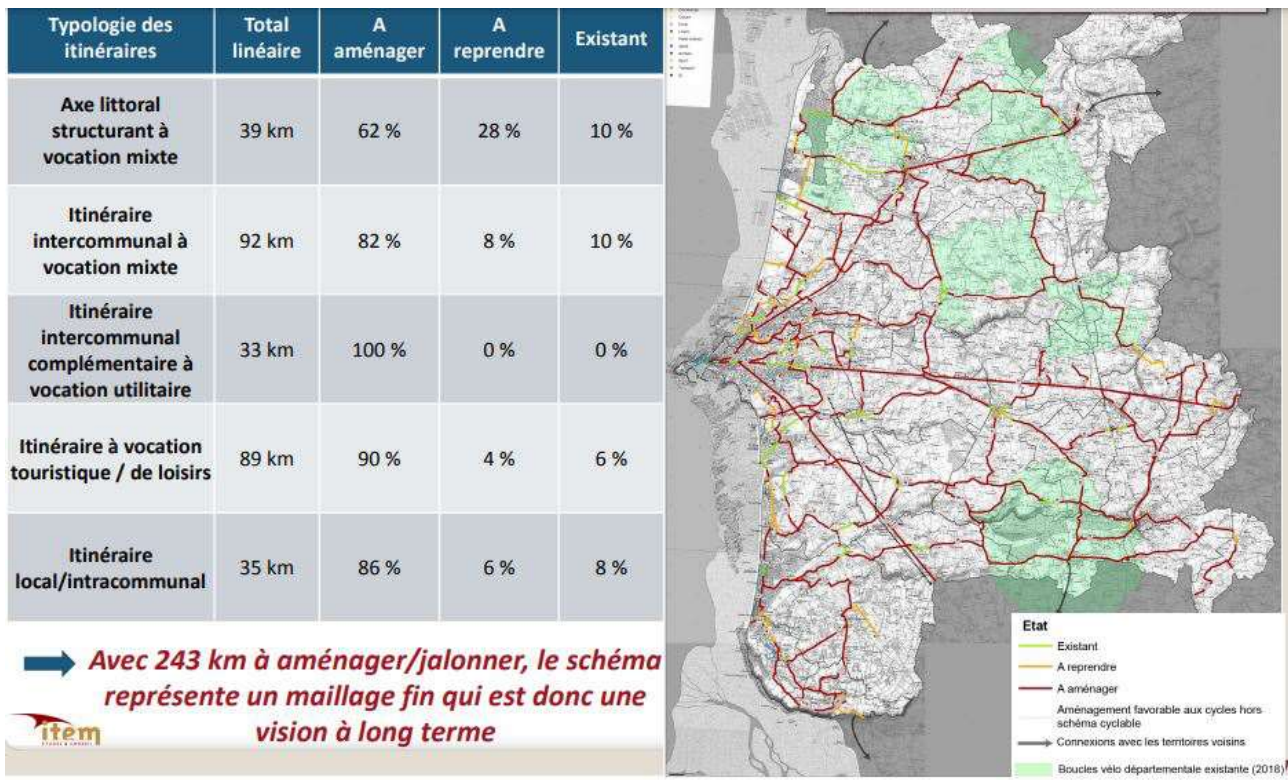 Typologie des
itinéraires
Total
linéaire
A
aménager
A
reprendre
Existant
Axe littoral
structurant à
vocation mixte
39 km
62 %
28 %
10 %
Itinéraire
intercommunal à
vocation mixte
92 km
82 %
8 %
10 %
Itinéraire
intercommunal
complémentaire à
vocation utilitaire
33 km
100 %
0 %
0 %
Itinéraire à vocation
touristique / de loisirs
89 km
90 %
4 %
6 %
Itinéraire
local/intracommunal
35 km
86 %
6 %
8 %
Avec 243 km à aménager/jalonner, le schéma
représente un maillage fin qui est donc une
vision à long terme
item
Etat
Existant
A reprendre
A aménager
Aménagement favorable aux cycles hors
schéma cyclable
Connexions avec les territoires voisins
Boucles vélo départementale existante (2018)